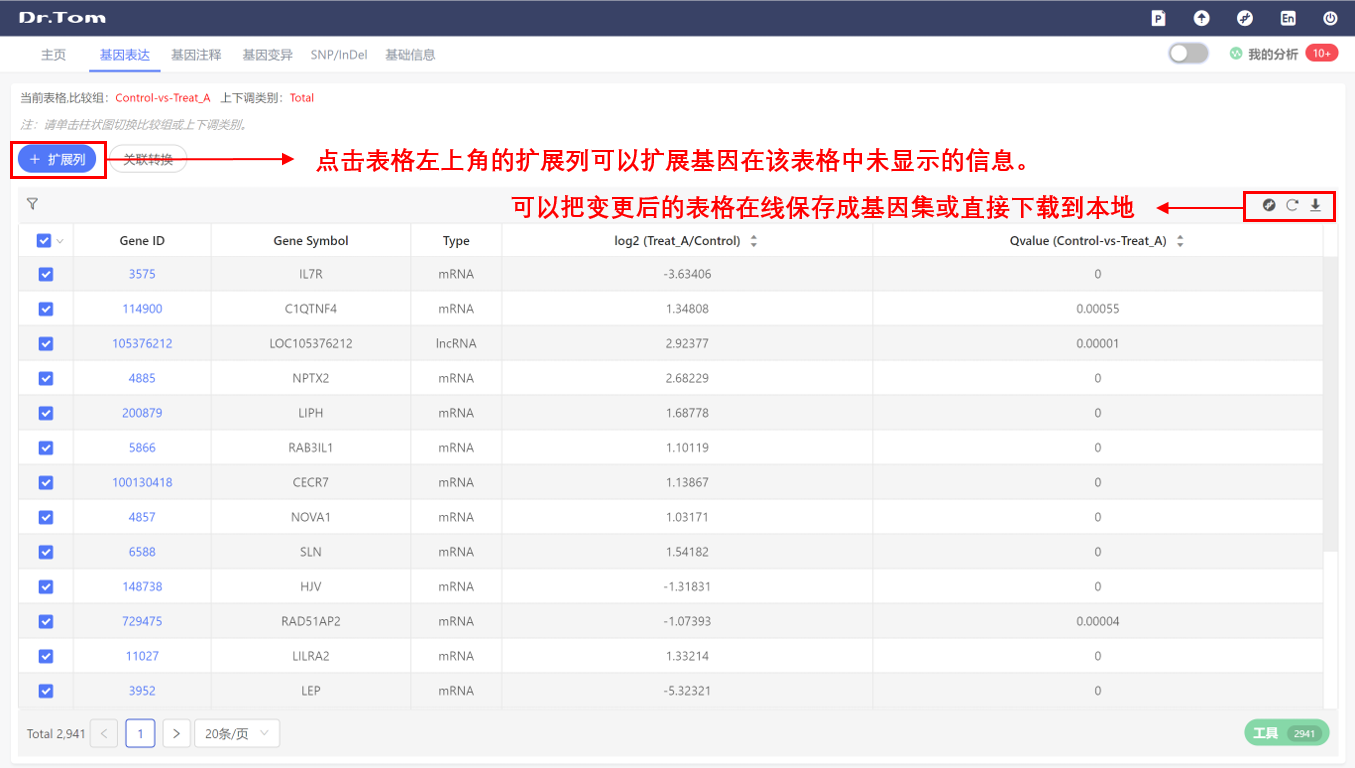 Dr.Tom
P
En
主页 基因表达 基因注释 基因变异 SNP/InDel 基础信息 我的分析 10+
当前表格,比较组: Control-vs-Treat_A 上下调类别: Total
注: 请单击柱状图切换比较组或上下调类别。
+ 扩展列 关联转换 点击表格左上角的扩展列可以扩展基因在该表格中未显示的信息。
可以把变更后的表格在线保存成基因集或直接下载到本地
Gene ID Gene Symbol Type log2 (Treat_A/Control) Qvalue (Control-vs-Treat_A)
3575 IL7R mRNA -3.63406 0
114900 C1QTNF4 mRNA 1.34808 0.00055
105376212 LOC105376212 lncRNA 2.92377 0.00001
4885 NPTX2 mRNA 2.68229 0
200879 LIPH mRNA 1.68778 0
5866 RAB3IL1 mRNA 1.10119 0
100130418 CECR7 mRNA 1.13867 0
4857 NOVA1 mRNA 1.03171 0
6588 SLN mRNA 1.54182 0
148738 HJV mRNA -1.31831 0
729475 RAD51AP2 mRNA -1.07393 0.00004
11027 LILRA2 mRNA 1.33214 0
3952 LEP mRNA -5.32321 0
Total 2,941 < 1 > 20条/页 工具 2941